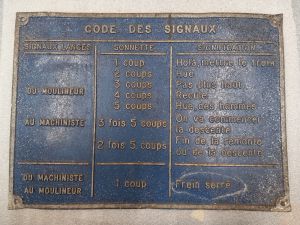 CODE DES SIGNAUX
SIGNAUX LANCÉS SONNETTE SIGNIFICATION
1 coup Holà, mettre le frein
2 coups Hue
3 coups Pas plus haut
DU MOULINEUR 4 coups Recule
5 coups Hue, des hommes
AU MACHINISTE 3 fois 5 coups On va commencer
la descente
2 fois 5 coups Fin de la remonte
ou de la descente
DU MACHINISTE
AU MOULINEUR 1 coup Frein serré